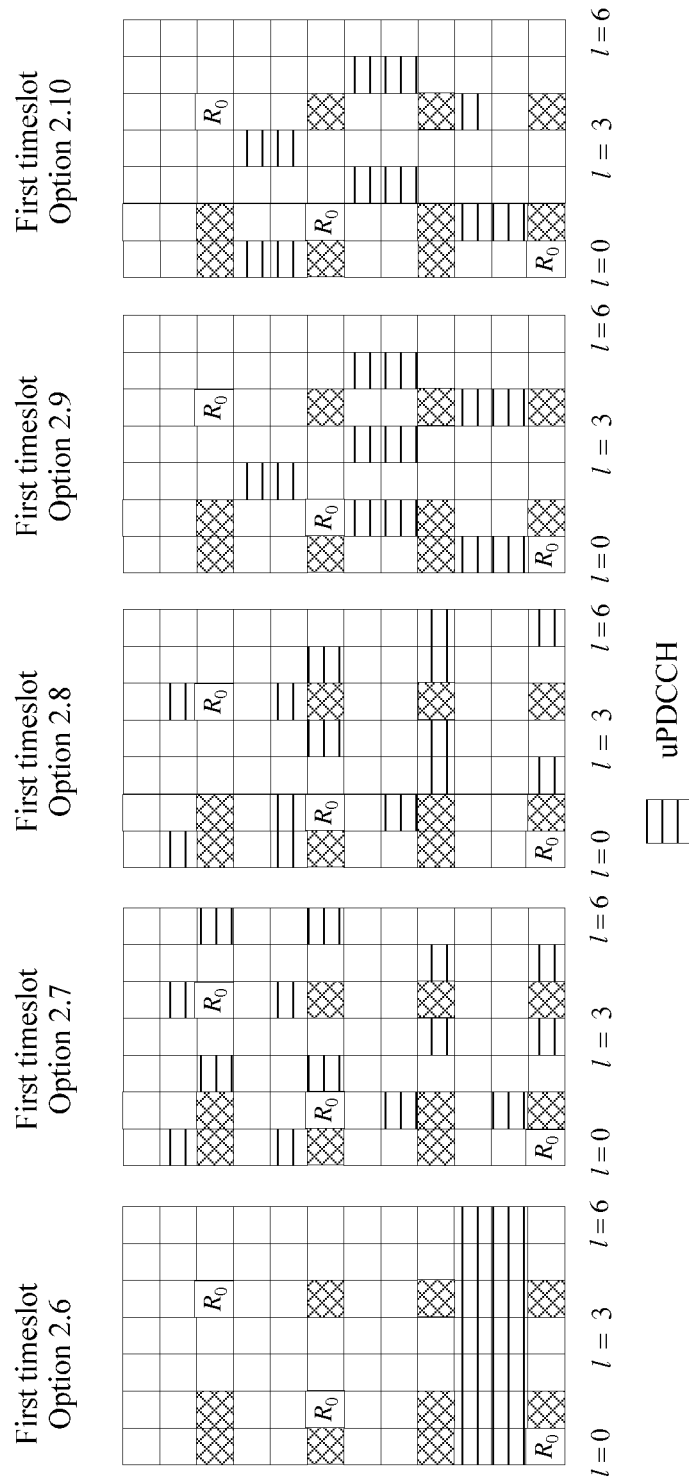 First timeslot
Option 2.6
R0
R0
R0
l = 0
l = 3
l = 6
First timeslot
Option 2.7
R0
R0
R0
l = 0
l = 3
l = 6
First timeslot
Option 2.8
R0
R0
R0
l = 0
l = 3
l = 6
First timeslot
Option 2.9
R0
R0
R0
l = 0
l = 3
l = 6
First timeslot
Option 2.10
R0
R0
R0
l = 0
l = 3
l = 6
uPDCCH